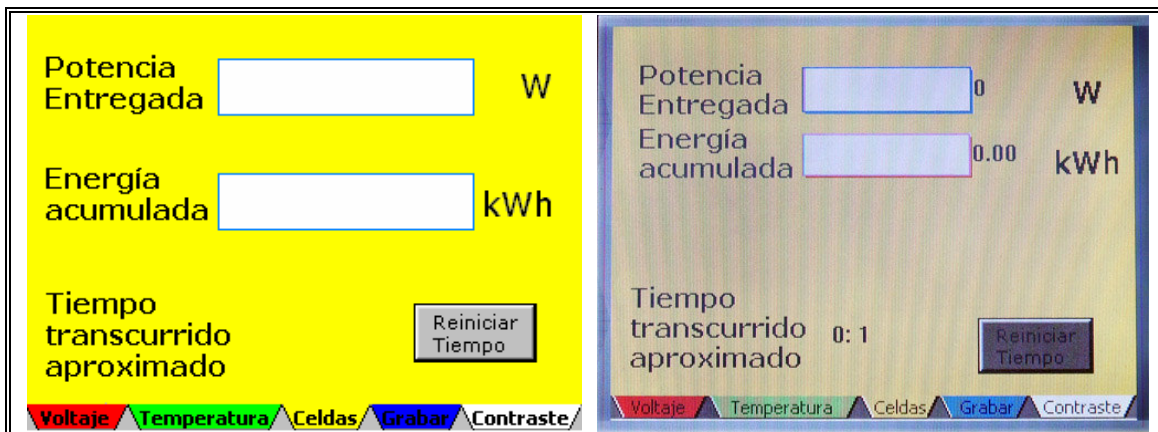 Potencia
Entregada
W
Energía
acumulada
kWh
Tiempo
transcurrido
aproximado
Reiniciar
Tiempo
Voltaje Temperatura Celdas Grabar Contraste
Potencia
Entregada
0
W
Energía
acumulada
0.00
kWh
Tiempo
transcurrido
aproximado
0: 1
Reiniciar
Tiempo
Voltaje Temperatura Celdas Grabar Contraste